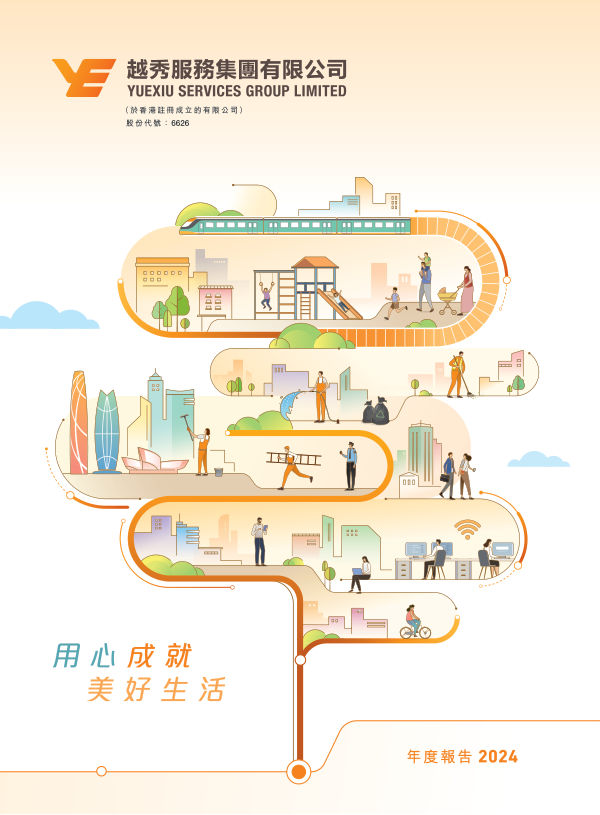 越秀服務集團有限公司
YUEXIU SERVICES GROUP LIMITED
（於香港註冊成立的有限公司）
股份代號：6626
用心成就
美好生活
年度報告 2024